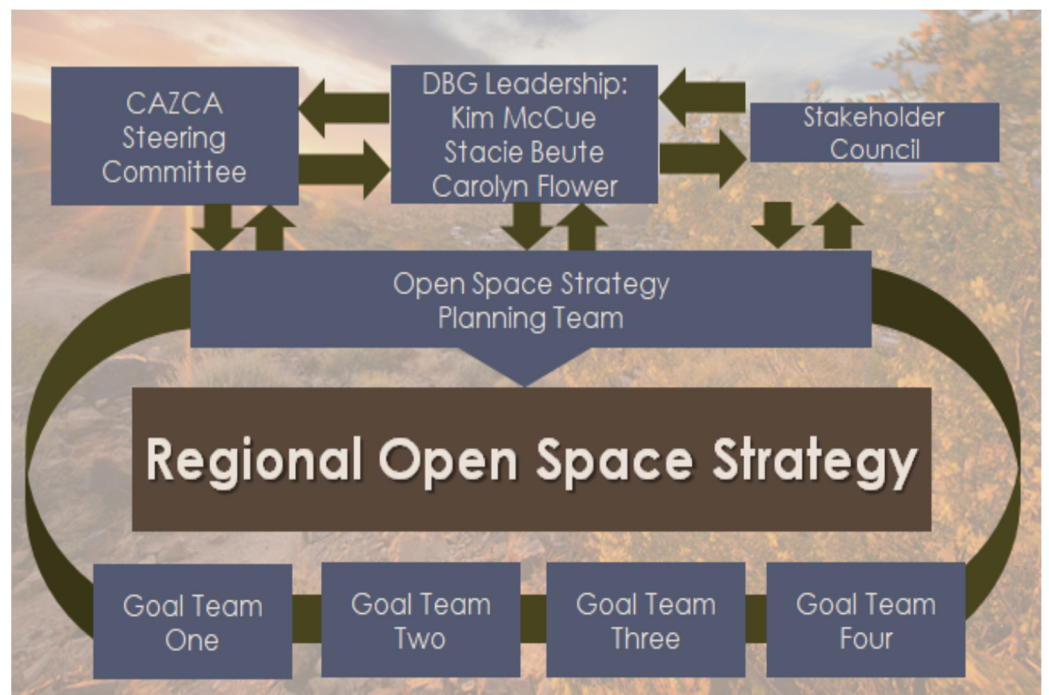 CAZCA
Steering
Committee
DBG Leadership:
Kim McCue
Stacie Beute
Carolyn Flower
Stakeholder
Council
Open Space Strategy
Planning Team
Regional Open Space Strategy
Goal Team
One
Goal Team
Two
Goal Team
Three
Goal Team
Four